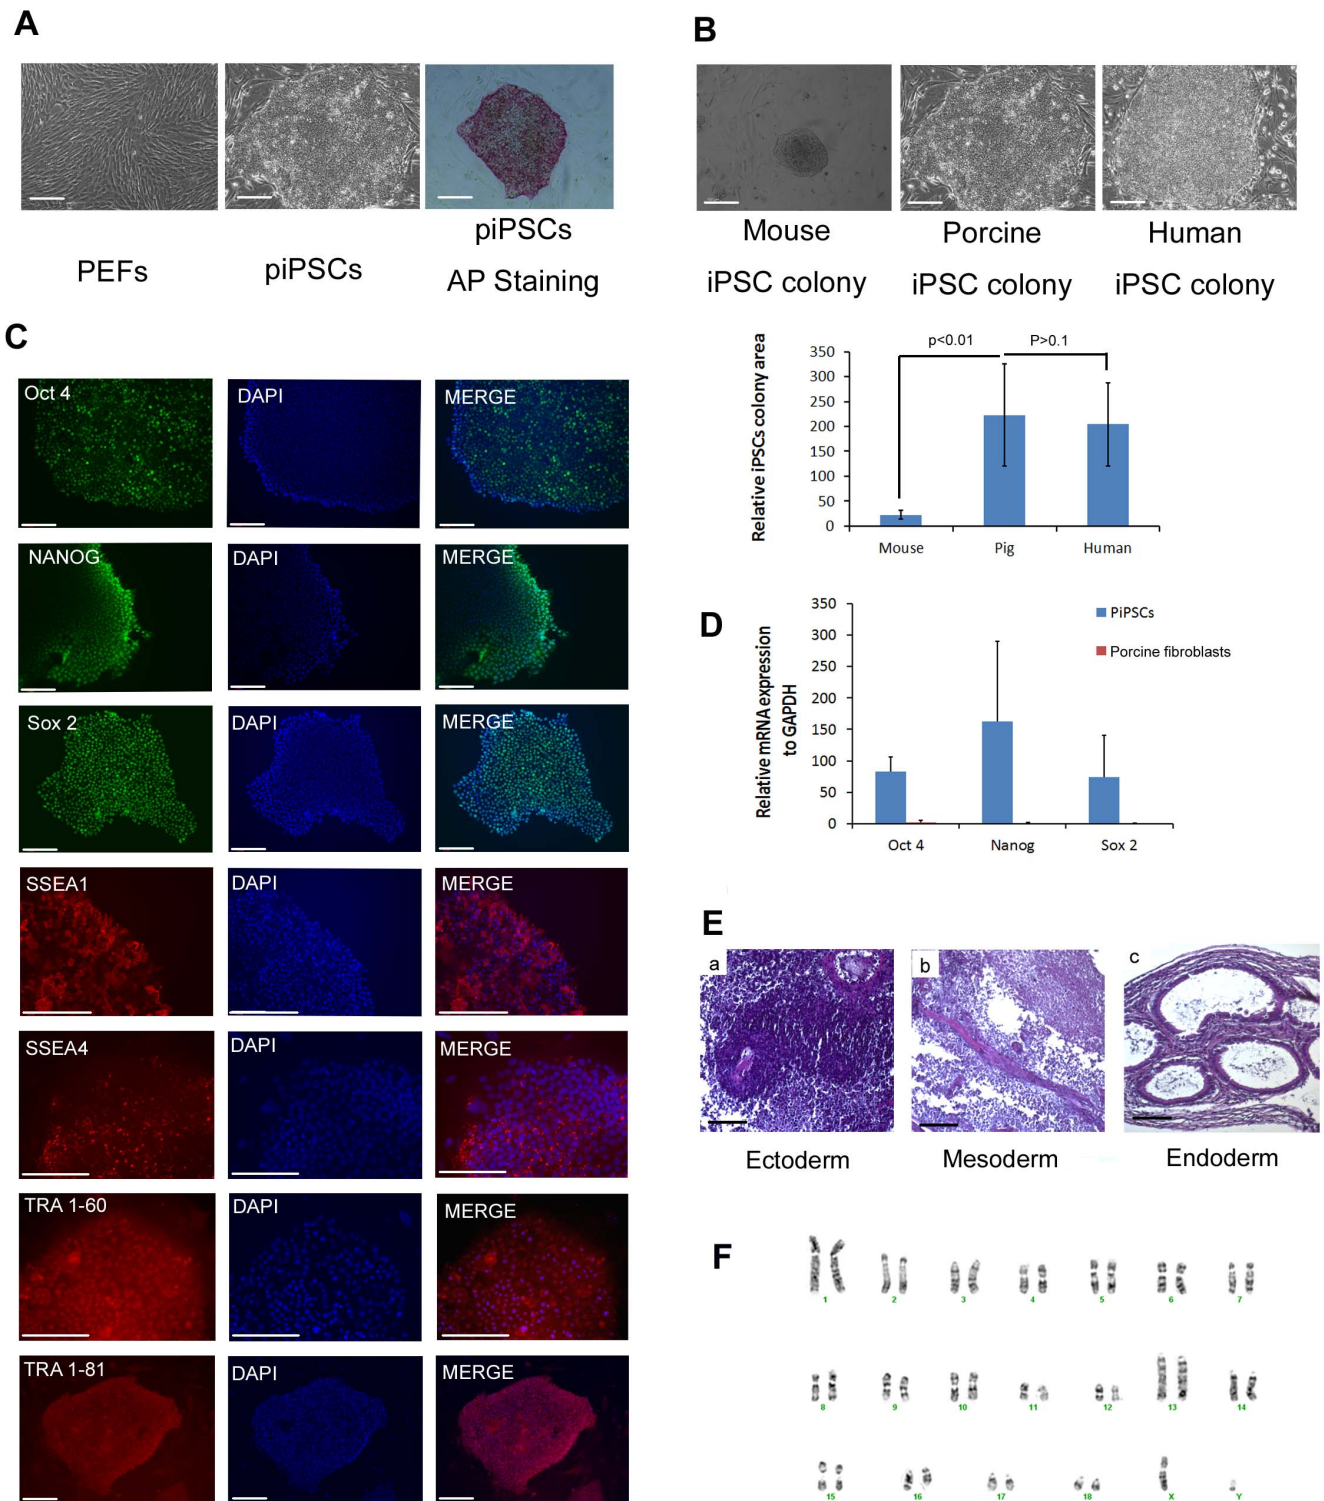 A
PEFs
piPSCs
piPSCs
AP Staining
B
Mouse
iPSC colony
Porcine
iPSC colony
Human
iPSC colony
Relative iPSCs colony area
350
300
250
200
150
100
50
0
p<0.01
P>0.1
Mouse
Pig
Human
C
Oct 4
DAPI
MERGE
NANOG
DAPI
MERGE
Sox 2
DAPI
MERGE
SSEA1
DAPI
MERGE
SSEA4
DAPI
MERGE
TRA 1-60
DAPI
MERGE
TRA 1-81
DAPI
MERGE
D
Relative mRNA expression
to GAPDH
350
300
250
200
150
100
50
0
PiPSCs
Porcine fibroblasts
Oct 4
Nanog
Sox 2
E
a
b
c
Ectoderm
Mesoderm
Endoderm
F
1
2
3
4
5
6
7
8
9
10
11
12
13
14
15
16
17
18
X
Y